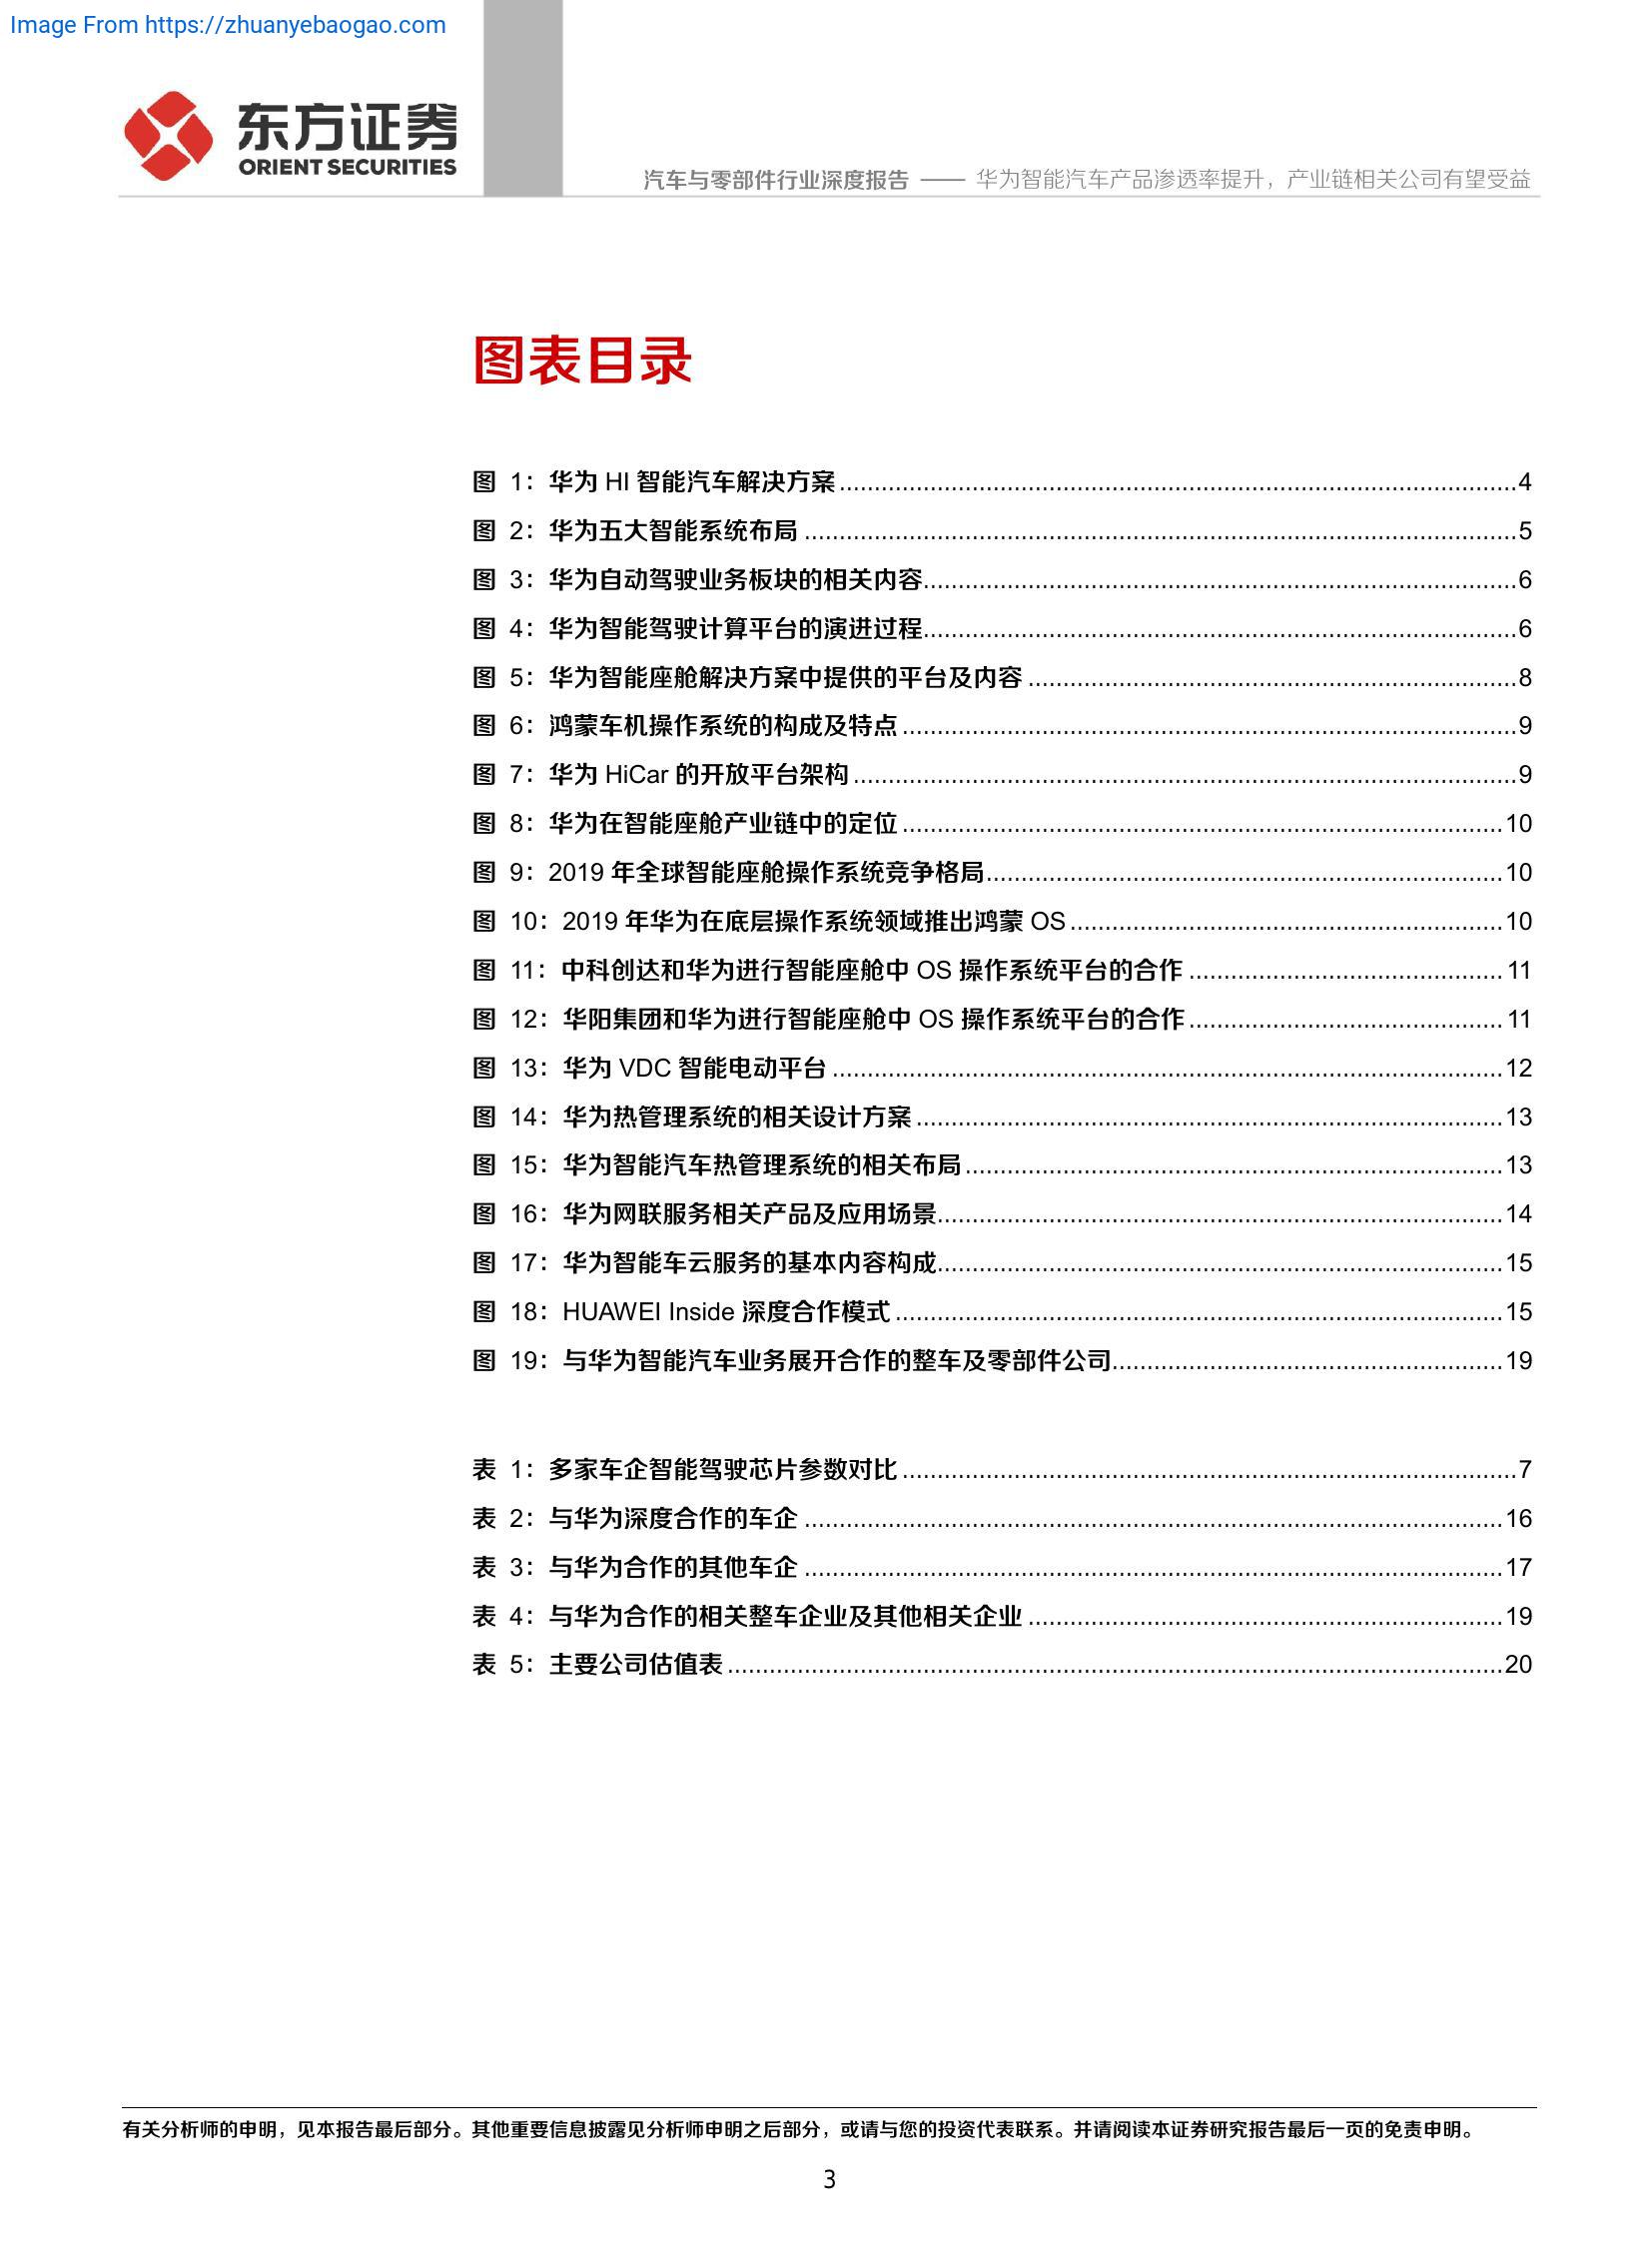 Image From https://zhuanyebaogao.com
东方证券
ORIENT SECURITIES
汽车与零部件行业深度报告 —— 华为智能汽车产品渗透率提升，产业链相关公司有望受益
图表目录
图 1：华为 HI 智能汽车解决方案........4
图 2：华为五大智能系统布局........5
图 3：华为自动驾驶业务板块的相关内容........6
图 4：华为智能驾驶计算平台的演进过程........6
图 5：华为智能座舱解决方案中提供的平台及内容........8
图 6：鸿蒙车机操作系统的构成及特点........9
图 7：华为 HiCar 的开放平台架构........9
图 8：华为在智能座舱产业链中的定位........10
图 9：2019 年全球智能座舱操作系统竞争格局........10
图 10：2019 年华为在底层操作系统领域推出鸿蒙 OS........10
图 11：中科创达和华为进行智能座舱中 OS 操作系统平台的合作........11
图 12：华阳集团和华为进行智能座舱中 OS 操作系统平台的合作........11
图 13：华为 VDC 智能电动平台........12
图 14：华为热管理系统的相关设计方案........13
图 15：华为智能汽车热管理系统的相关布局........13
图 16：华为网联服务相关产品及应用场景........14
图 17：华为智能车云服务的基本内容构成........15
图 18：HUAWEI Inside 深度合作模式........15
图 19：与华为智能汽车业务展开合作的整车及零部件公司........19
表 1：多家车企智能驾驶芯片参数对比........7
表 2：与华为深度合作的车企........16
表 3：与华为合作的其他车企........17
表 4：与华为合作的相关整车企业及其他相关企业........19
表 5：主要公司估值表........20
有关分析师的申明，见本报告最后部分。其他重要信息披露见分析师申明之后部分，或请与您的投资代表联系。并请阅读本证券研究报告最后一页的免责申明。
3